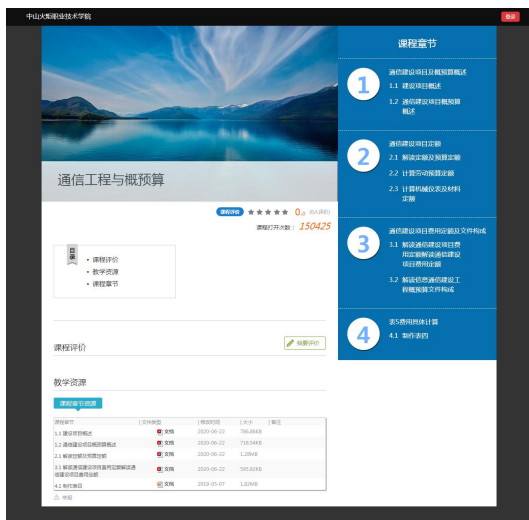 中山火炬职业技术学院
登录
通信工程与概预算
课程评价 ★★★★★ 0.0 (0人评价)
课程打开次数： 150425
目录
• 课程评价
• 教学资源
• 课程章节
课程评价
我要评价
教学资源
课程章节资源
课程章节 | 文件类型 | 修改时间 | 大小 | 备注
1.1 建设项目概述 文档 2020-06-22 786.86KB
1.2 通信建设项目概预算概述 文档 2020-06-22 718.94KB
2.1 解读定额及预算定额 文档 2020-06-22 1.28MB
3.1 解读通信建设项目费用定额解读通
信建设项目费用定额 文档 2020-06-22 595.82KB
4.1 制作表四 文档 2019-05-07 1.82MB
举报
课程章节
1
通信建设项目及概预算概述
1.1 建设项目概述
1.2 通信建设项目概预算
概述
2
通信建设项目定额
2.1 解读定额及预算定额
2.2 计算劳动预算定额
2.3 计算机械仪表及材料
定额
3
通信建设项目费用定额及文件构成
3.1 解读通信建设项目费
用定额解读通信建设
项目费用定额
3.2 解读信息通信建设工
程概预算文件构成
4
表5费用具体计算
4.1 制作表四